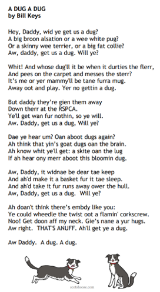 A DUG A DUG
by Bill Keys
Hey, Daddy, wid ye get us a dug?
A big broon alsation or a wee white pug?
Or a skinny wee terrier, or a big fat collie?
Aw, daddy, get us a dug. Will ye?
Whit! And whose dug'll it be when it durties the flerr,
And pees on the carpet and messes the sterr?
It's me or yer mammy'll be tane furra mug.
Away oot and play. Yer no gettin a dug.
But daddy they're gien them away
Down therr at the RSPCA.
Ye'll get wan fur nothin, so ye will.
Aw, Daddy, get us a dug. Will ye?
Dae ye hear um? Oan aboot dugs again?
Ah think that yin's goat dugs oan the brain.
Ah know whit ye'll get: a skite oan the lug
If ah hear ony merr about this bloomin dug.
Aw, Daddy, it widnae be dear tae keep
And ah'd make it a basket fur it tae sleep.
And ah'd take it fur runs away ower the hull,
Aw, Daddy, get us a dug. Will ye?
Ah doan't think there's emdy like you:
Ye could wheedle the twist oot a flamin' corkscrew.
Noo! Get doon aff my neck. Gie's nane a yur hugs.
Aw right. THAT'S ANUFF. Ah'll get ye a dug.
Aw Daddy. A dug. A dug.